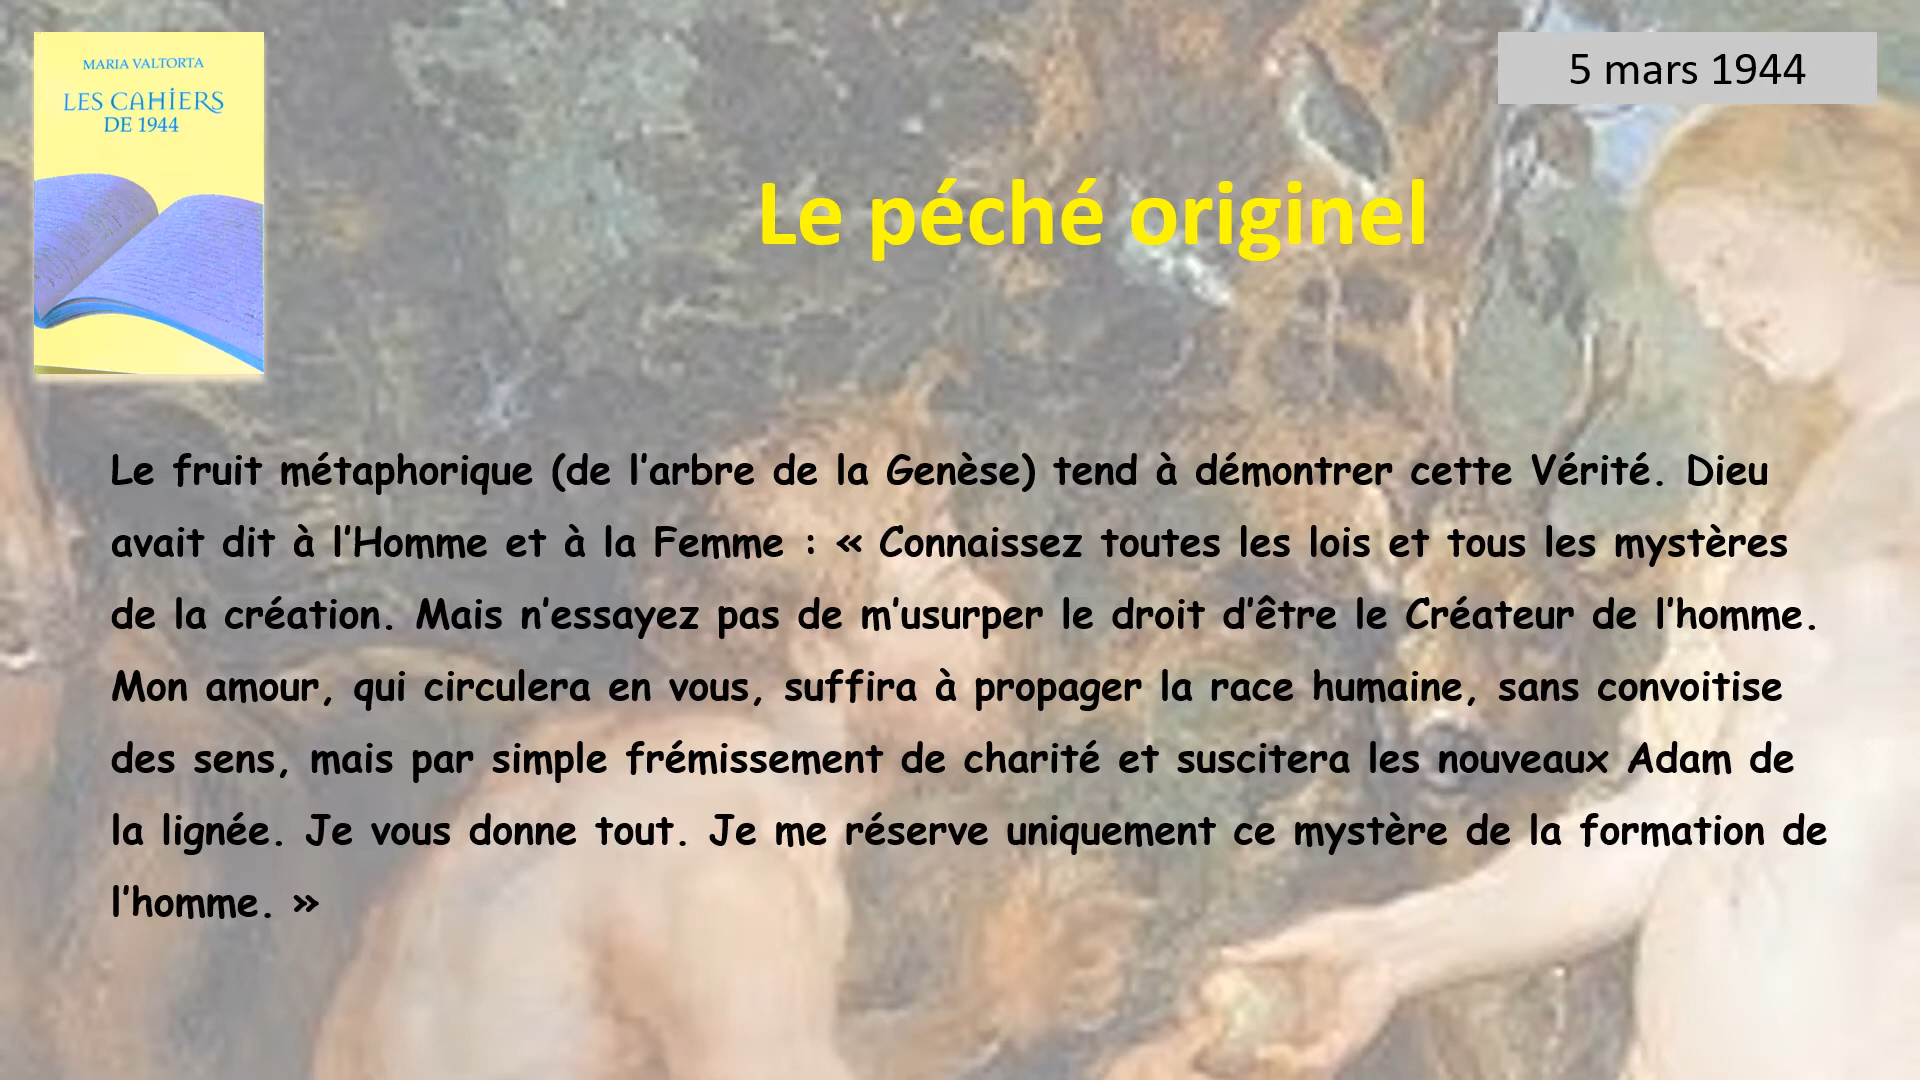 MARIA VALTORTA
LES CAHIERS
DE 1944
5 mars 1944
Le péché originel
Le fruit métaphorique (de l'arbre de la Genèse) tend à démontrer cette Vérité. Dieu
avait dit à l'Homme et à la Femme : « Connaissez toutes les lois et tous les mystères
de la création. Mais n'essayez pas de m'usurper le droit d'être le Créateur de l'homme.
Mon amour, qui circulera en vous, suffira à propager la race humaine, sans convoitise
des sens, mais par simple frémissement de charité et suscitera les nouveaux Adam de
la lignée. Je vous donne tout. Je me réserve uniquement ce mystère de la formation de
l'homme. »